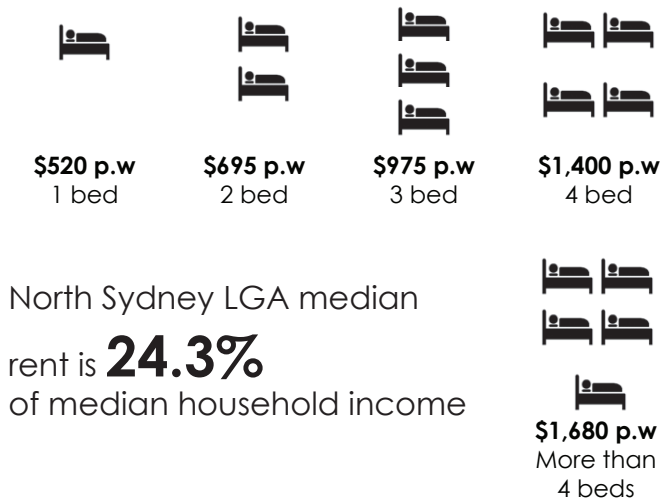 $520 p.w
1 bed
$695 p.w
2 bed
$975 p.w
3 bed
$1,400 p.w
4 bed
North Sydney LGA median
rent is 24.3%
of median household income
$1,680 p.w
More than
4 beds